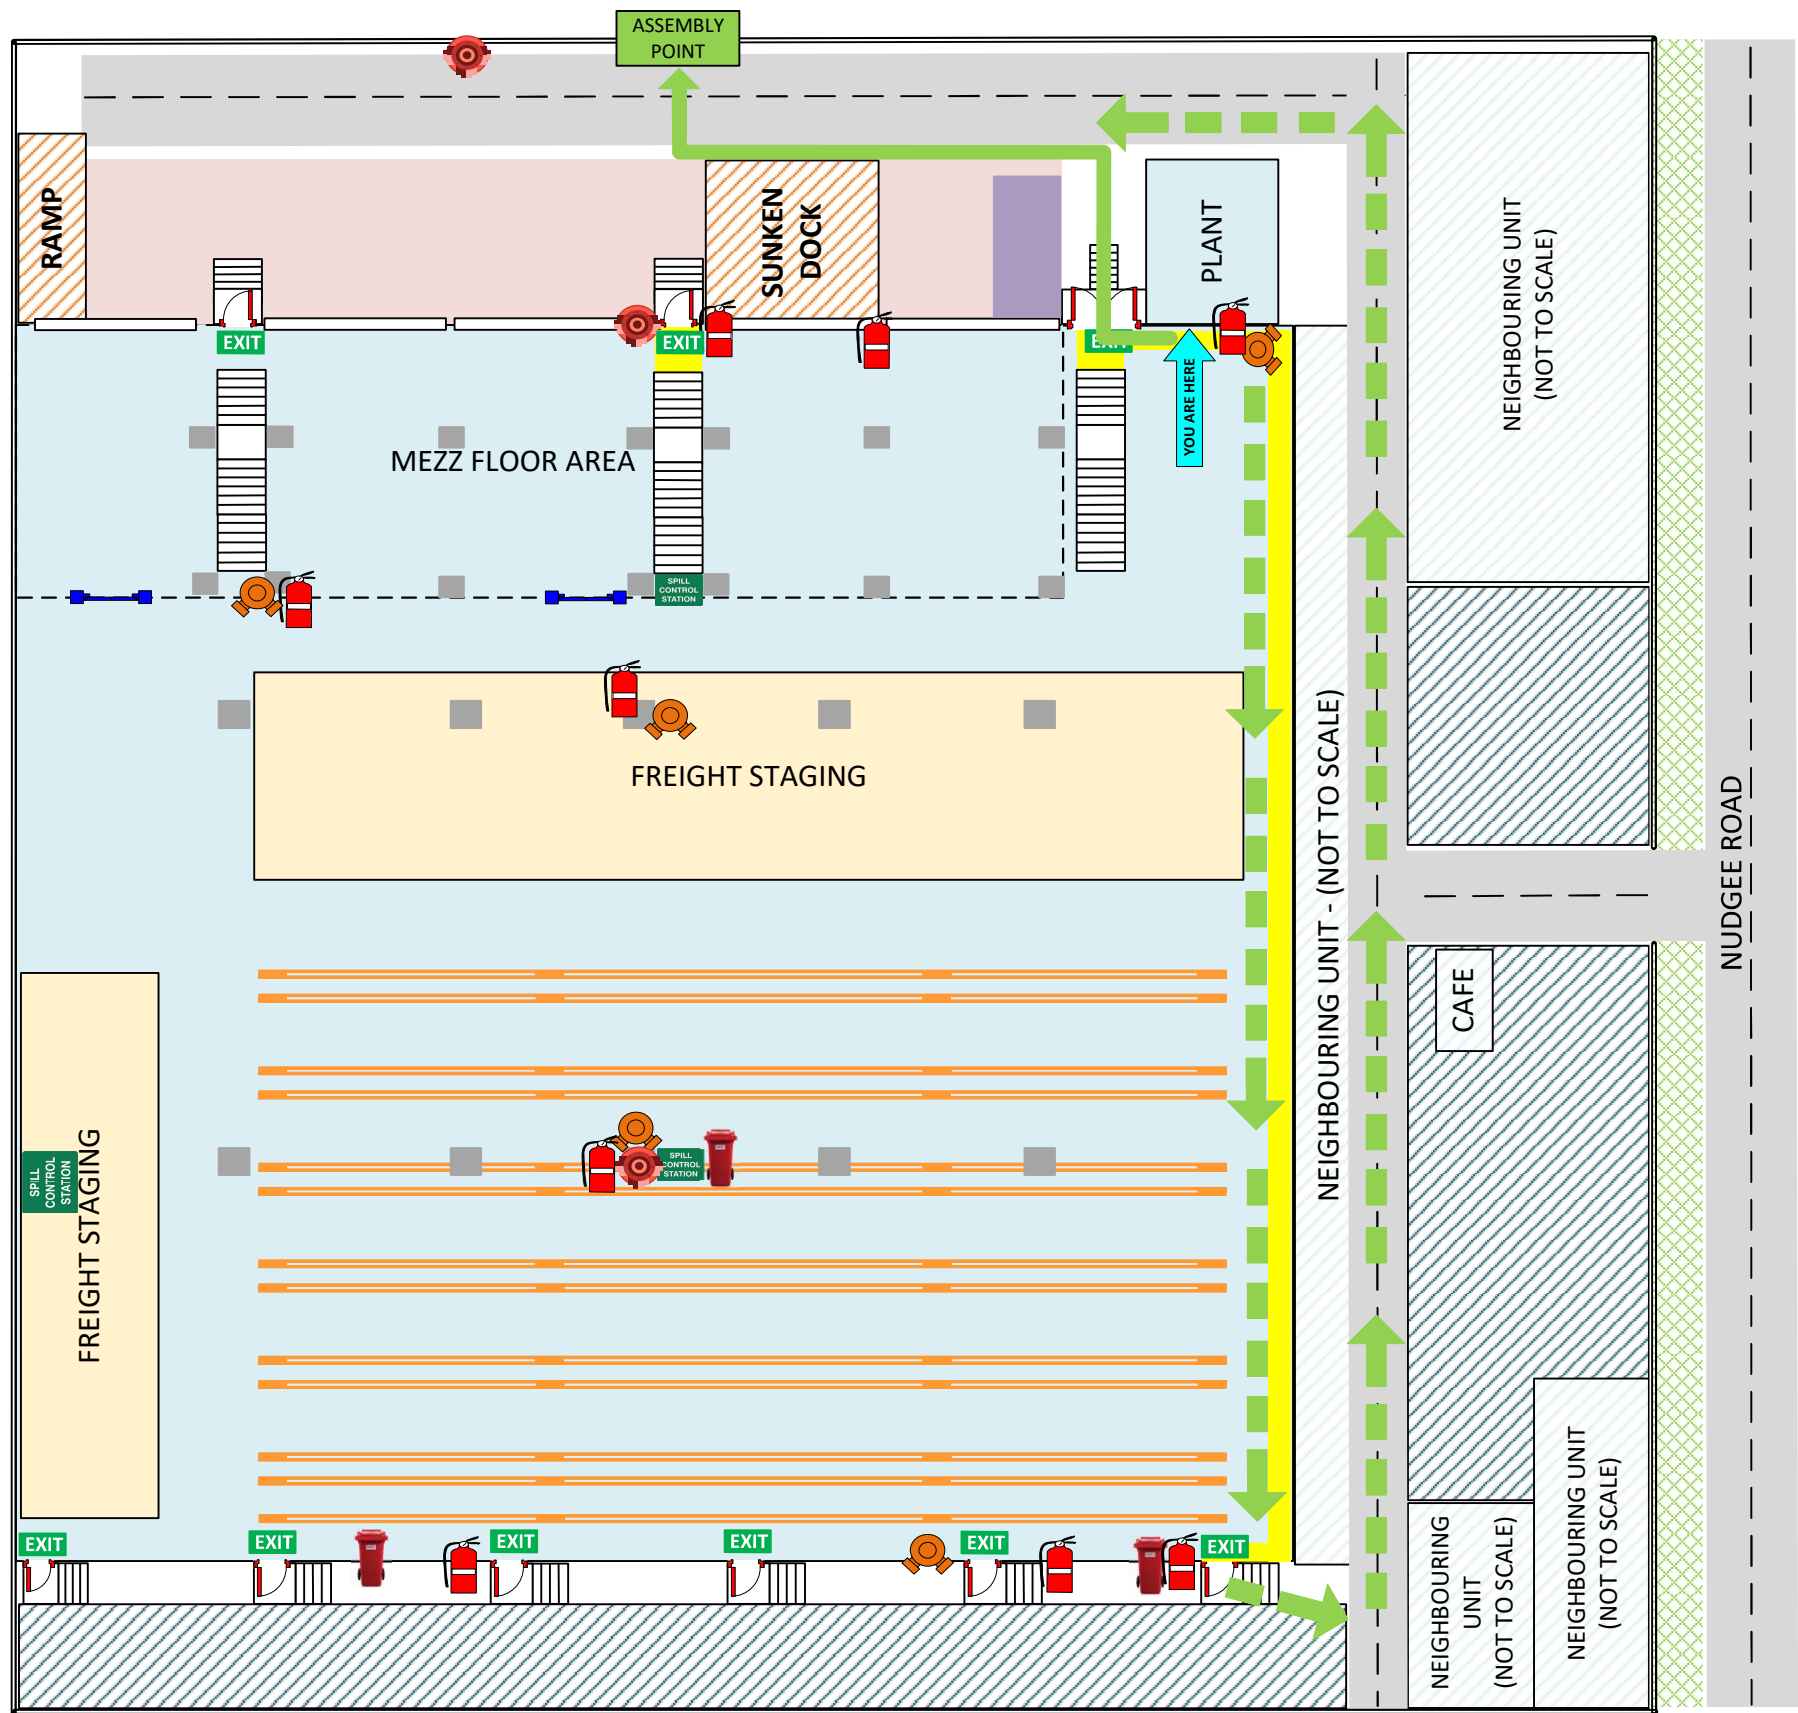 ASSEMBLY
POINT
RAMP
SUNKEN
DOCK
PLANT
NEIGHBOURING UNIT
(NOT TO SCALE)
EXIT
EXIT
EXIT
YOU ARE HERE
MEZZ FLOOR AREA
SPILL
CONTROL
STATION
FREIGHT STAGING
NEIGHBOURING UNIT - (NOT TO SCALE)
NUDGEE ROAD
CAFE
SPILL
CONTROL
STATION
FREIGHT STAGING
SPILL
CONTROL
STATION
EXIT
EXIT
EXIT
EXIT
EXIT
EXIT
NEIGHBOURING
UNIT
(NOT TO SCALE)
NEIGHBOURING UNIT
(NOT TO SCALE)